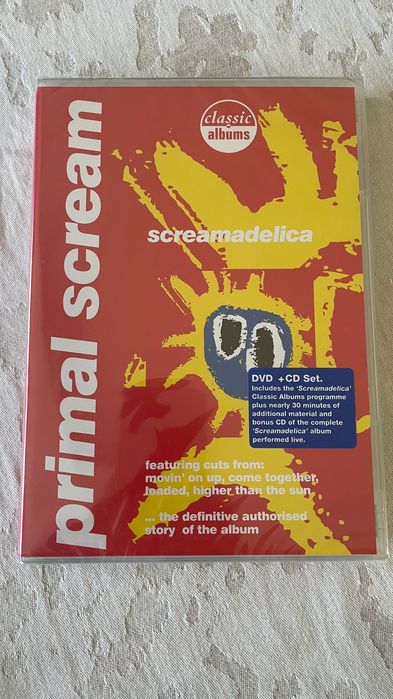 classic
albums
primal scream
screamadelica
DVD + CD Set.
Includes the ‘Screamadelica’
Classic Albums programme
plus nearly 30 minutes of
additional material and
bonus CD of the complete
‘Screamadelica’ album
performed live.
featuring cuts from:
movin' on up, come together,
loaded, higher than the sun
... the definitive authorised
story of the album